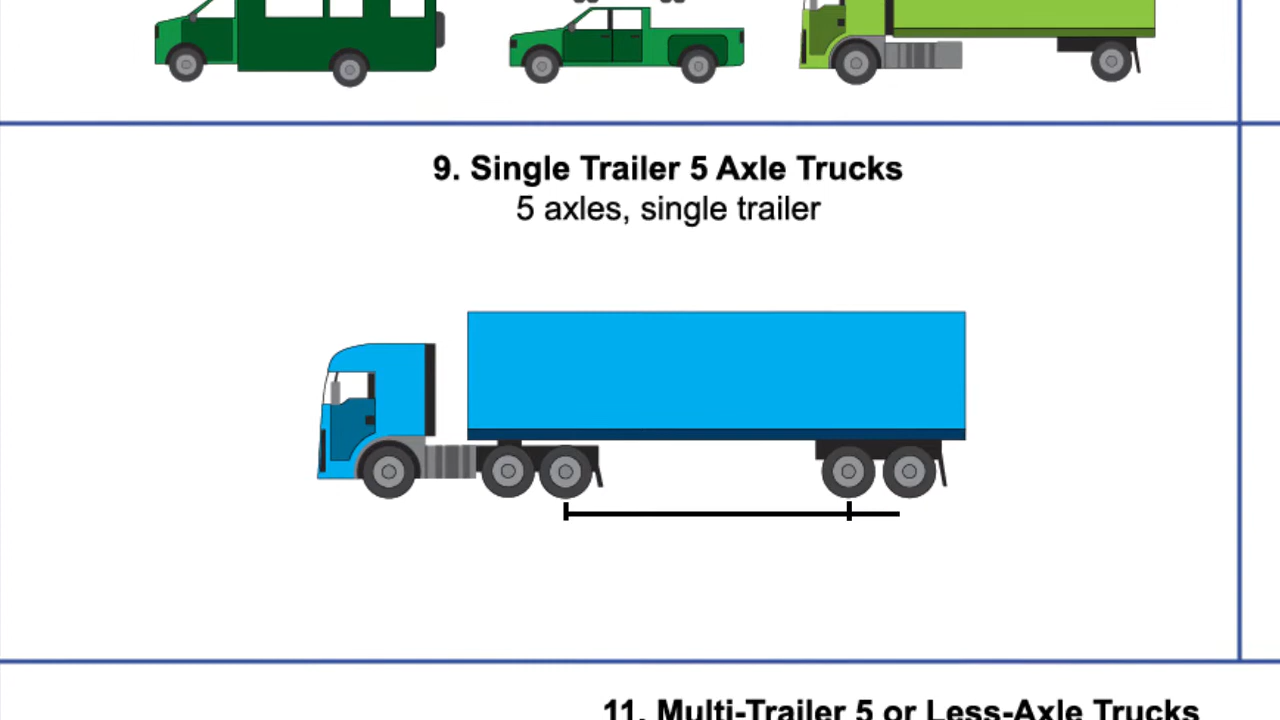 9. Single Trailer 5 Axle Trucks
5 axles, single trailer
11. Multi-Trailer 5 or Less-Axle Trucks